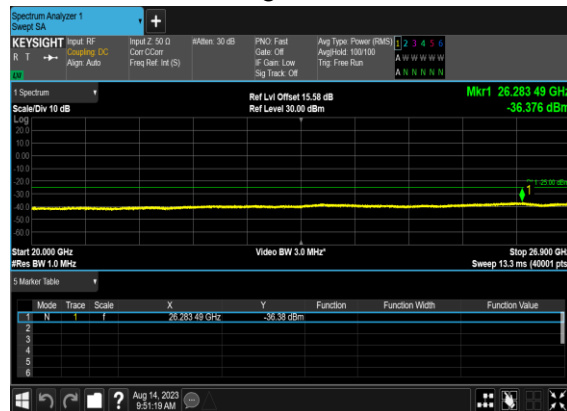 Spectrum Analyzer 1
Swept SA
KEYSIGHT
R T
LXI
Input: RF
Coupling: DC
Align: Auto
Input Z: 50 Ω
Corr CCorr
Freq Ref: Int (S)
#Atten: 30 dB
PNO: Fast
Gate: Off
IF Gain: Low
Sig Track: Off
Avg Type: Power (RMS)
Avg|Hold: 100/100
Trig: Free Run
1 2 3 4 5 6
A W W W W W
A N N N N N
1 Spectrum
Scale/Div 10 dB
Ref Lvl Offset 15.58 dB
Ref Level 30.00 dBm
Mkr1 26.283 49 GHz
-36.376 dBm
Log
20.0
10.0
0.00
-10.0
-20.0
-30.0
-40.0
-50.0
-60.0
1 -25.00 dBm
1
Start 20.000 GHz
#Res BW 1.0 MHz
Video BW 3.0 MHz*
Stop 26.900 GHz
Sweep 13.3 ms (40001 pts)
5 Marker Table
Mode Trace Scale X Y Function Function Width Function Value
1 N 1 f 26.283 49 GHz -36.38 dBm
2
3
4
5
6
?
Aug 14, 2023
9:51:19 AM